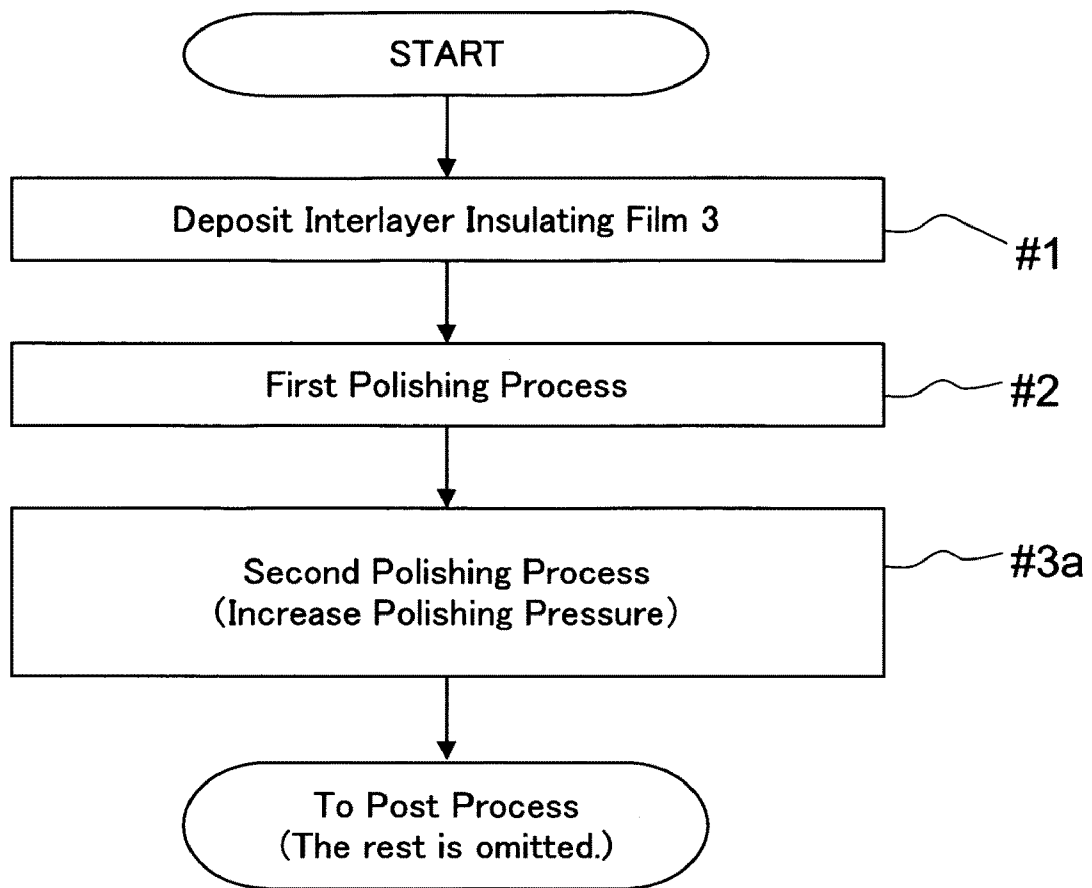 START
Deposit Interlayer Insulating Film 3
#1
First Polishing Process
#2
Second Polishing Process
(Increase Polishing Pressure)
#3a
To Post Process
(The rest is omitted.)